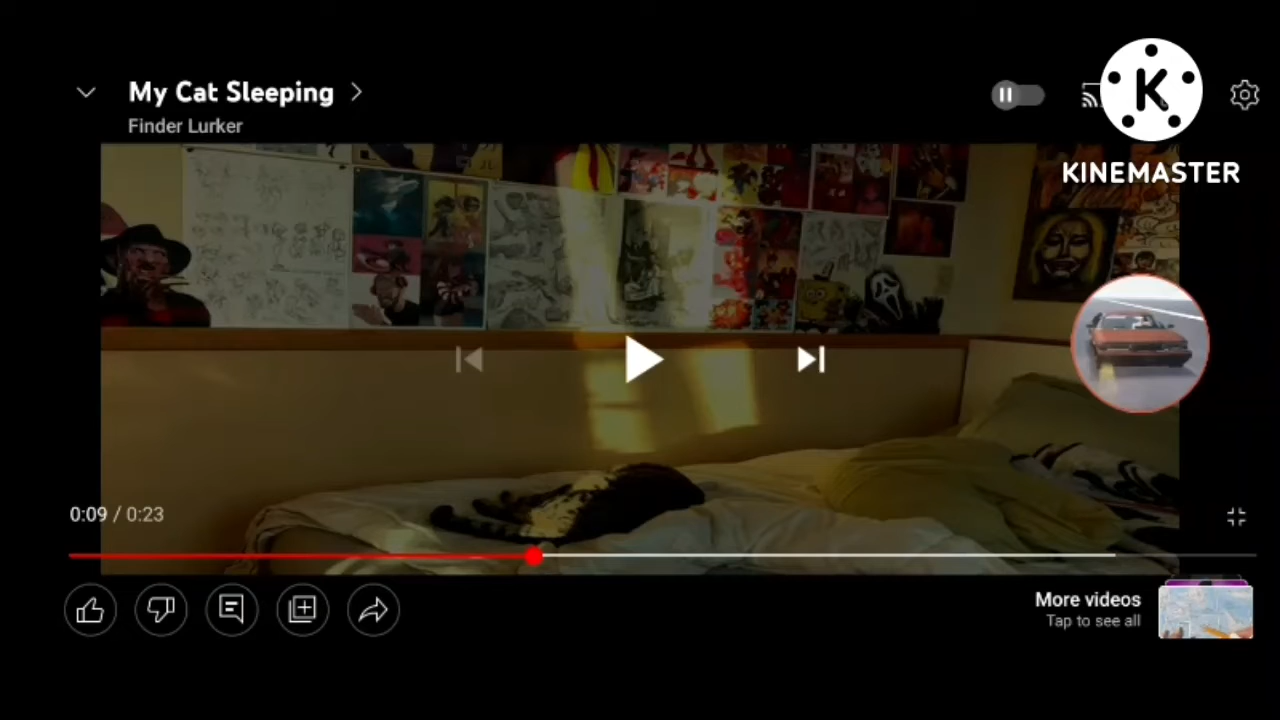 My Cat Sleeping
Finder Lurker
K
KINEMASTER
0:09 / 0:23
More videos
Tap to see all